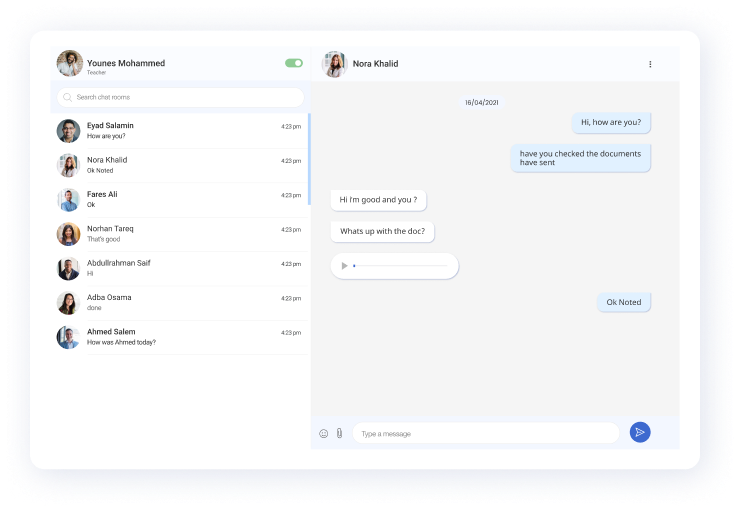 Younes Mohammed
Teacher
Search chat rooms
Eyad Salamin
4:23 pm
How are you?
Nora Khalid
4:23 pm
Ok Noted
Fares Ali
4:23 pm
Ok
Norhan Tareq
4:23 pm
That's good
Abdullrahman Saif
4:23 pm
Hi
Adba Osama
4:23 pm
done
Ahmed Salem
4:23 pm
How was Ahmed today?
Nora Khalid
16/04/2021
Hi, how are you?
have you checked the documents
have sent
Hi I'm good and you ?
Whats up with the doc?
Ok Noted
Type a message